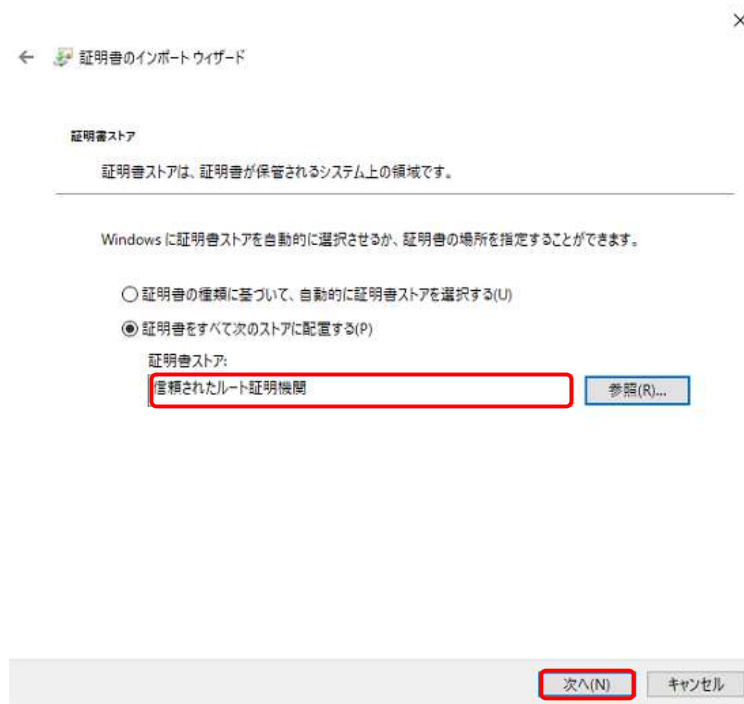 証明書のインポート ウィザード
証明書ストア
証明書ストアは、証明書が保管されるシステム上の領域です。
Windows に証明書ストアを自動的に選択させるか、証明書の場所を指定することができます。
証明書の種類に基づいて、自動的に証明書ストアを選択する(U)
証明書をすべて次のストアに配置する(P)
証明書ストア:
信頼されたルート証明機関
参照(R)...
次へ(N)
キャンセル